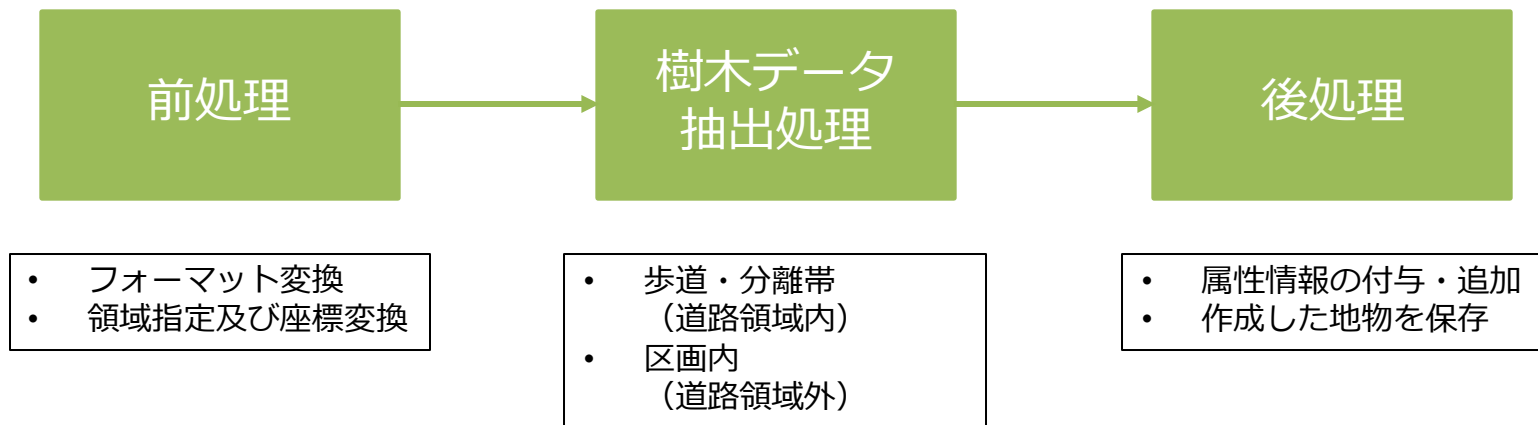 前処理
樹木データ
抽出処理
後処理
• フォーマット変換
• 領域指定及び座標変換
• 歩道・分離帯
（道路領域内）
• 区画内
（道路領域外）
• 属性情報の付与・追加
• 作成した地物を保存